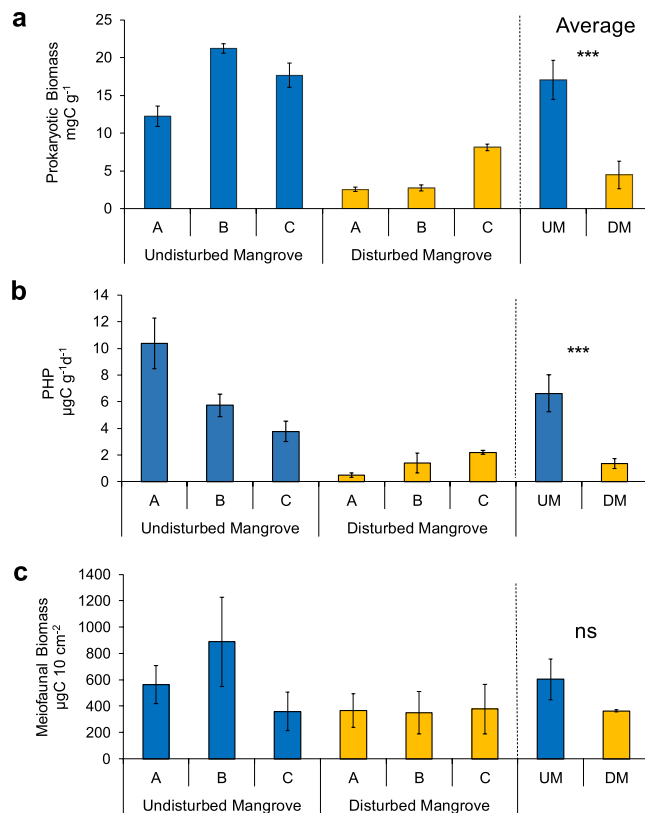 a
Average
25
20
15
10
5
0
Prokaryotic Biomass
mgC g⁻¹
***
A B C A B C UM DM
Undisturbed Mangrove Disturbed Mangrove
b
14
12
10
8
6
4
2
0
PHP
µgC g⁻¹d⁻¹
***
A B C A B C UM DM
Undisturbed Mangrove Disturbed Mangrove
c
1400
1200
1000
800
600
400
200
0
Meiofaunal Biomass
µgC 10 cm⁻²
ns
A B C A B C UM DM
Undisturbed Mangrove Disturbed Mangrove